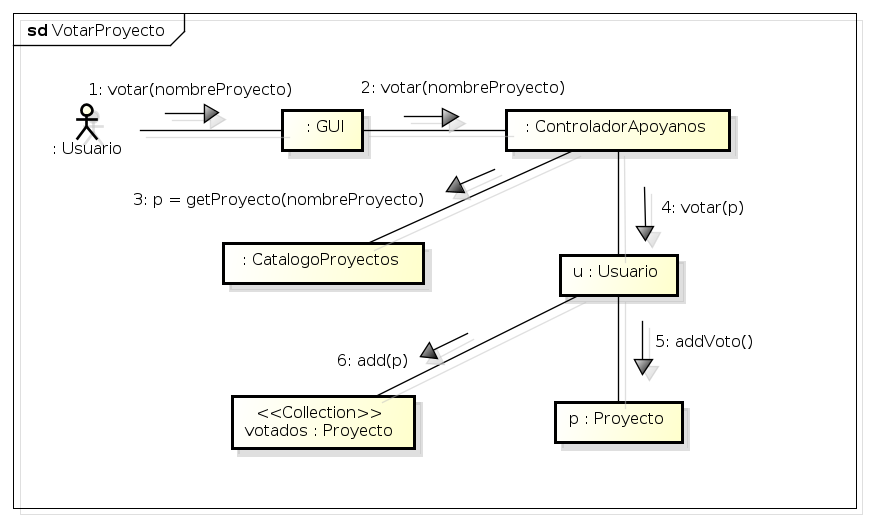 sd VotarProyecto
1: votar(nombreProyecto)
2: votar(nombreProyecto)
: Usuario
: GUI
: ControladorApoyanos
3: p = getProyecto(nombreProyecto)
4: votar(p)
: CatalogoProyectos
u : Usuario
6: add(p)
5: addVoto()
<<Collection>>
votados : Proyecto
p : Proyecto